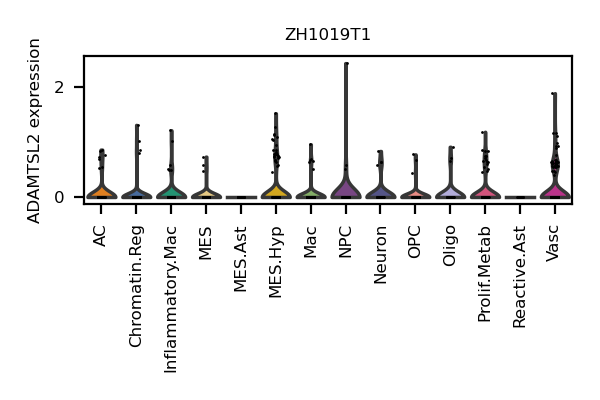 ZH1019T1
ADAMTSL2 expression
2
0
AC
Chromatin.Reg
Inflammatory.Mac
MES
MES.Ast
MES.Hyp
Mac
NPC
Neuron
OPC
Oligo
Prolif.Metab
Reactive.Ast
Vasc